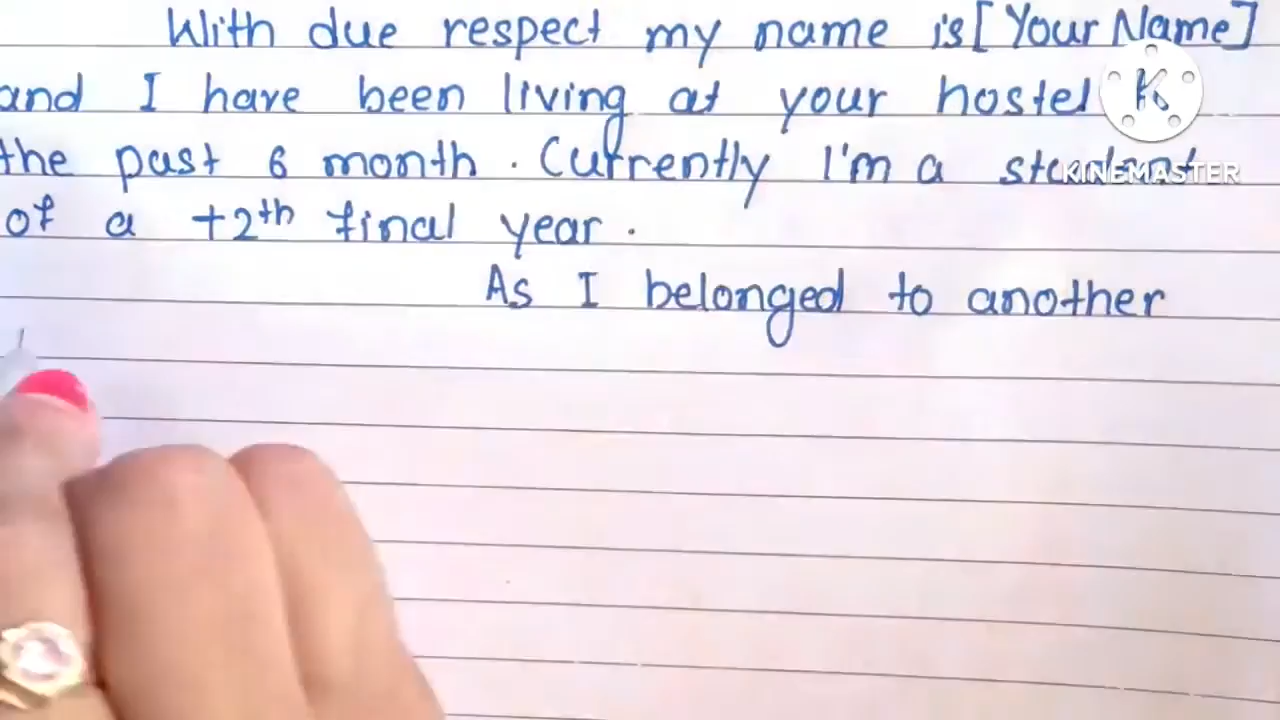 With due respect my name is [Your Name]
and I have been living at your hostel
the past 6 month. Currently I'm a student
of a +2th final year.
As I belonged to another
K
KINEMASTER